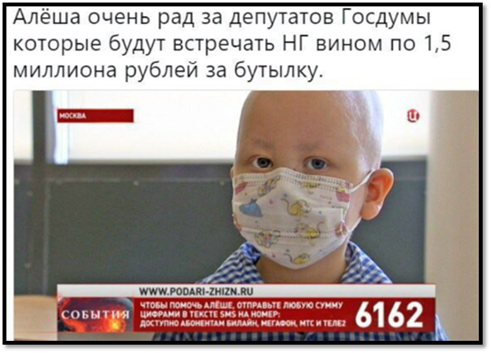 Алёша очень рад за депутатов Госдумы
которые будут встречать НГ вином по 1,5
миллиона рублей за бутылку.
МОСКВА
WWW.PODARI-ZHIZN.RU
СОБЫТИЯ
ЧТОБЫ ПОМОЧЬ АЛЁШЕ, ОТПРАВЬТЕ ЛЮБУЮ СУММУ
ЦИФРАМИ В ТЕКСТЕ SMS НА НОМЕР:
ДОСТУПНО АБОНЕНТАМ БИЛАЙН, МЕГАФОН, МТС И ТЕЛЕ2
6162